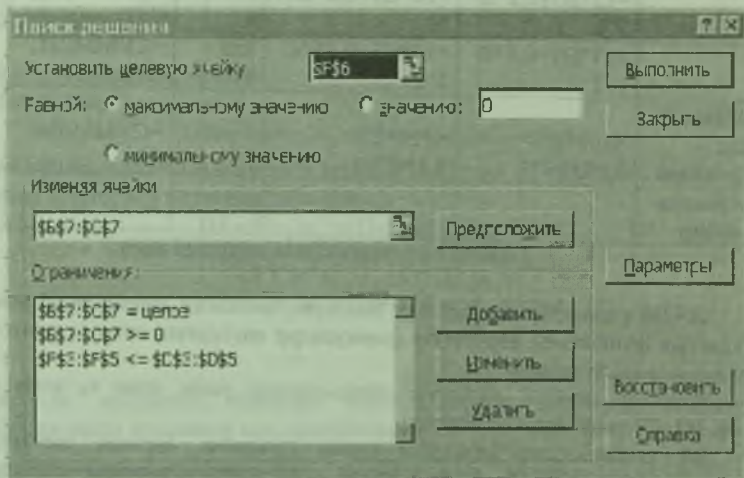 Поиск решения
Установить целевую ячейку $F$6 Выполнить
Равной: максимальному значению значению: 0 Закрыть
минимальному значению
Изменяя ячейки
$B$7:$C$7 Предположить
Ограничения: Параметры
$B$7:$C$7 = целое Добавить
$B$7:$C$7 >= 0 Изменить
$F$3:$F$5 <= $D$3:$D$5 Удалить
Восстановить
Справка